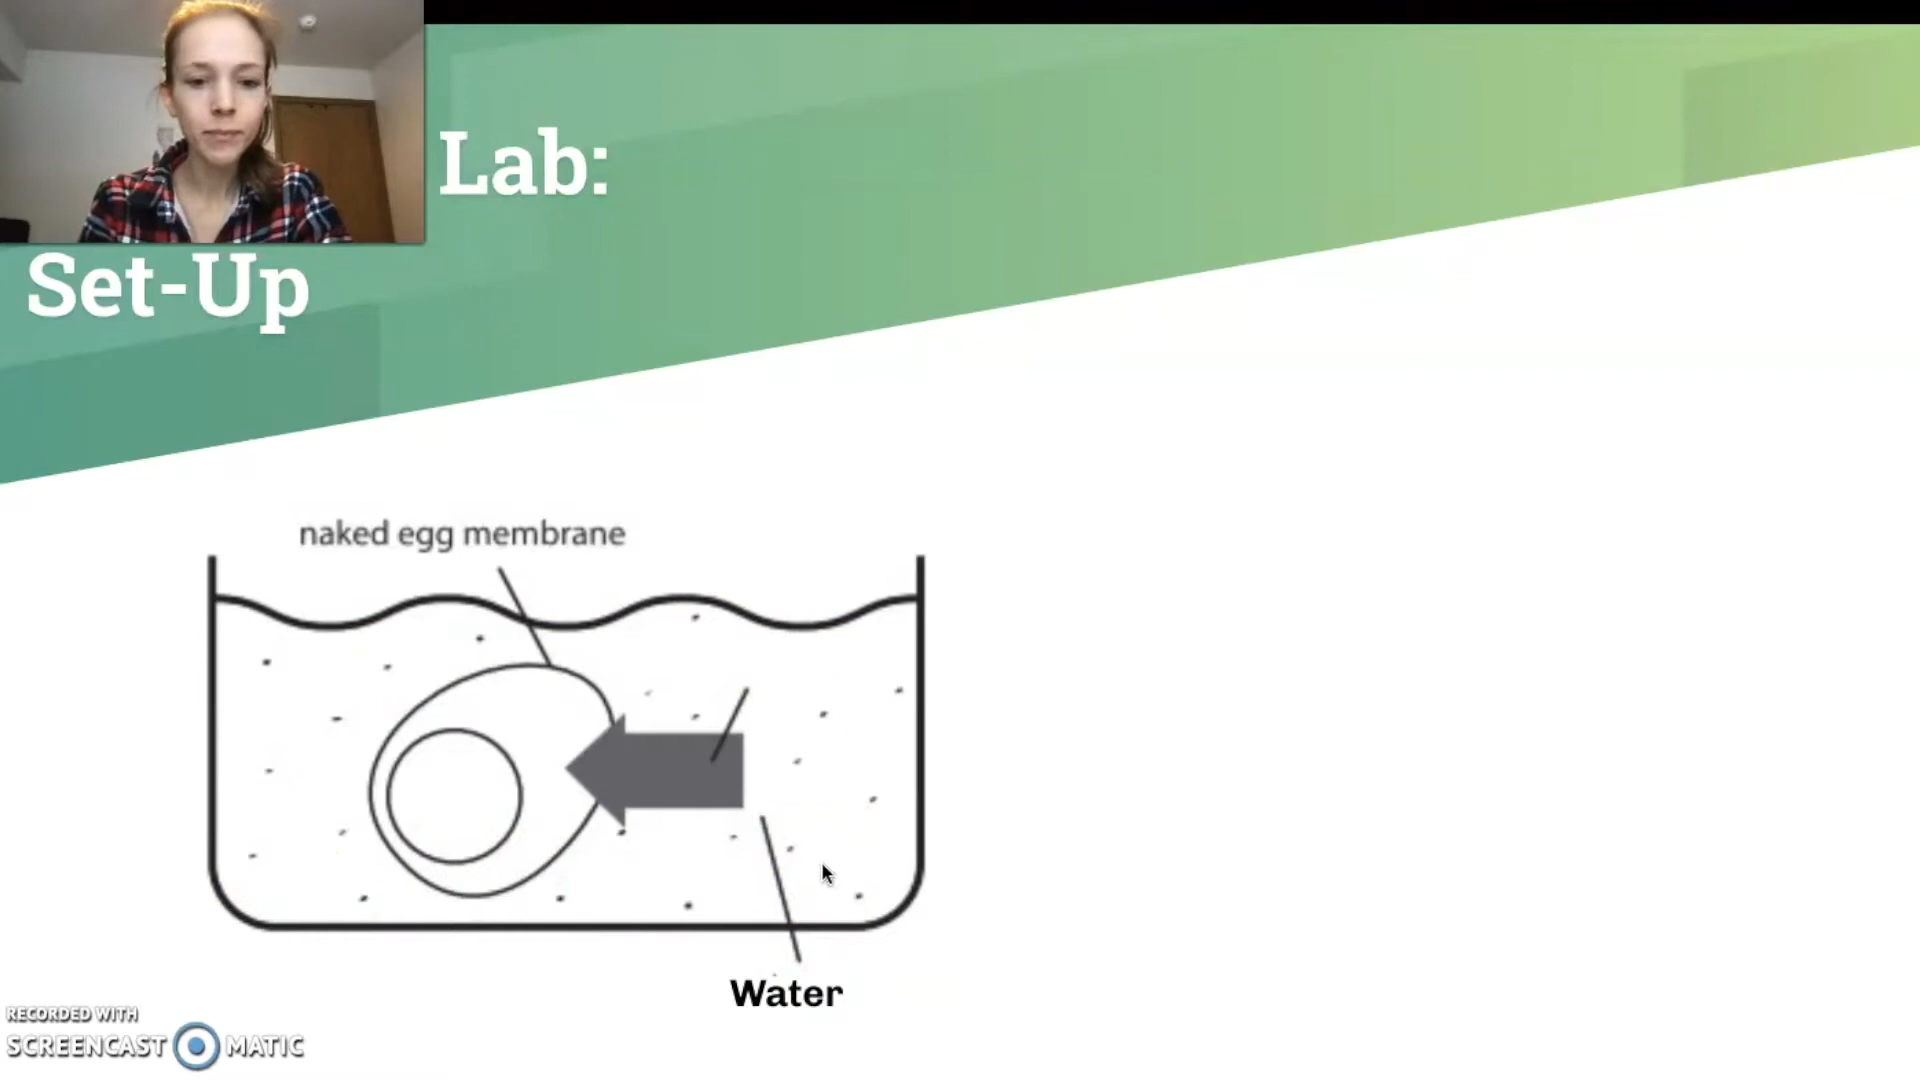 Lab:
Set-Up
naked egg membrane
Water
RECORDED WITH
SCREENCAST MATIC